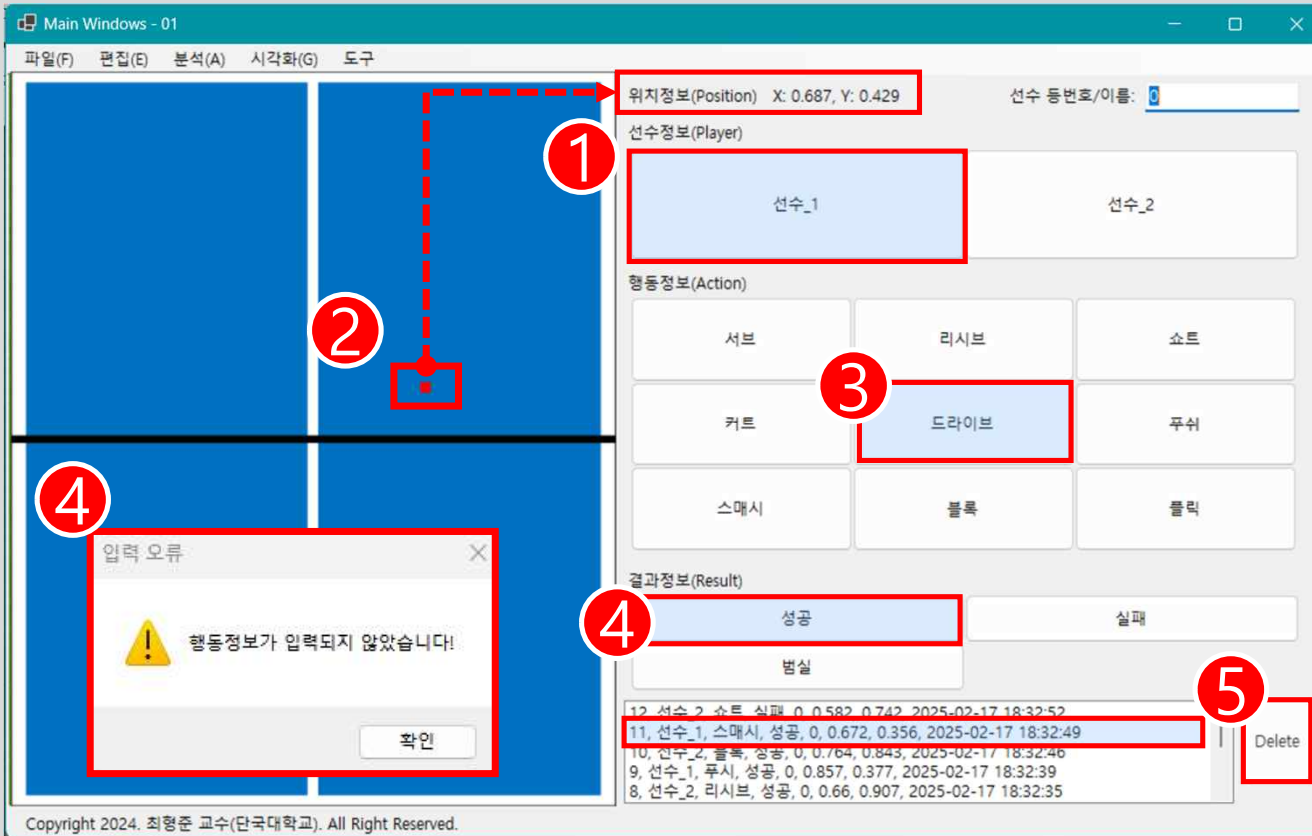 Main Windows - 01
파일(F) 편집(E) 분석(A) 시각화(G) 도구
위치정보(Position) X: 0.687, Y: 0.429 선수 등번호/이름: 0
1
선수정보(Player)
선수_1 선수_2
행동정보(Action)
2
서브 리시브 쇼트
3
커트 드라이브 푸쉬
스매시 블록 플릭
4
입력 오류
행동정보가 입력되지 않았습니다!
확인
결과정보(Result)
4
성공 실패
범실
5
12, 선수_2, 쇼트, 실패, 0, 0.582, 0.742, 2025-02-17 18:32:52
11, 선수_1, 스매시, 성공, 0, 0.672, 0.356, 2025-02-17 18:32:49
10, 선수_2, 블록, 성공, 0, 0.764, 0.843, 2025-02-17 18:32:46
9, 선수_1, 푸시, 성공, 0, 0.857, 0.377, 2025-02-17 18:32:39
8, 선수_2, 리시브, 성공, 0, 0.66, 0.907, 2025-02-17 18:32:35
Delete
Copyright 2024. 최형준 교수(단국대학교). All Right Reserved.